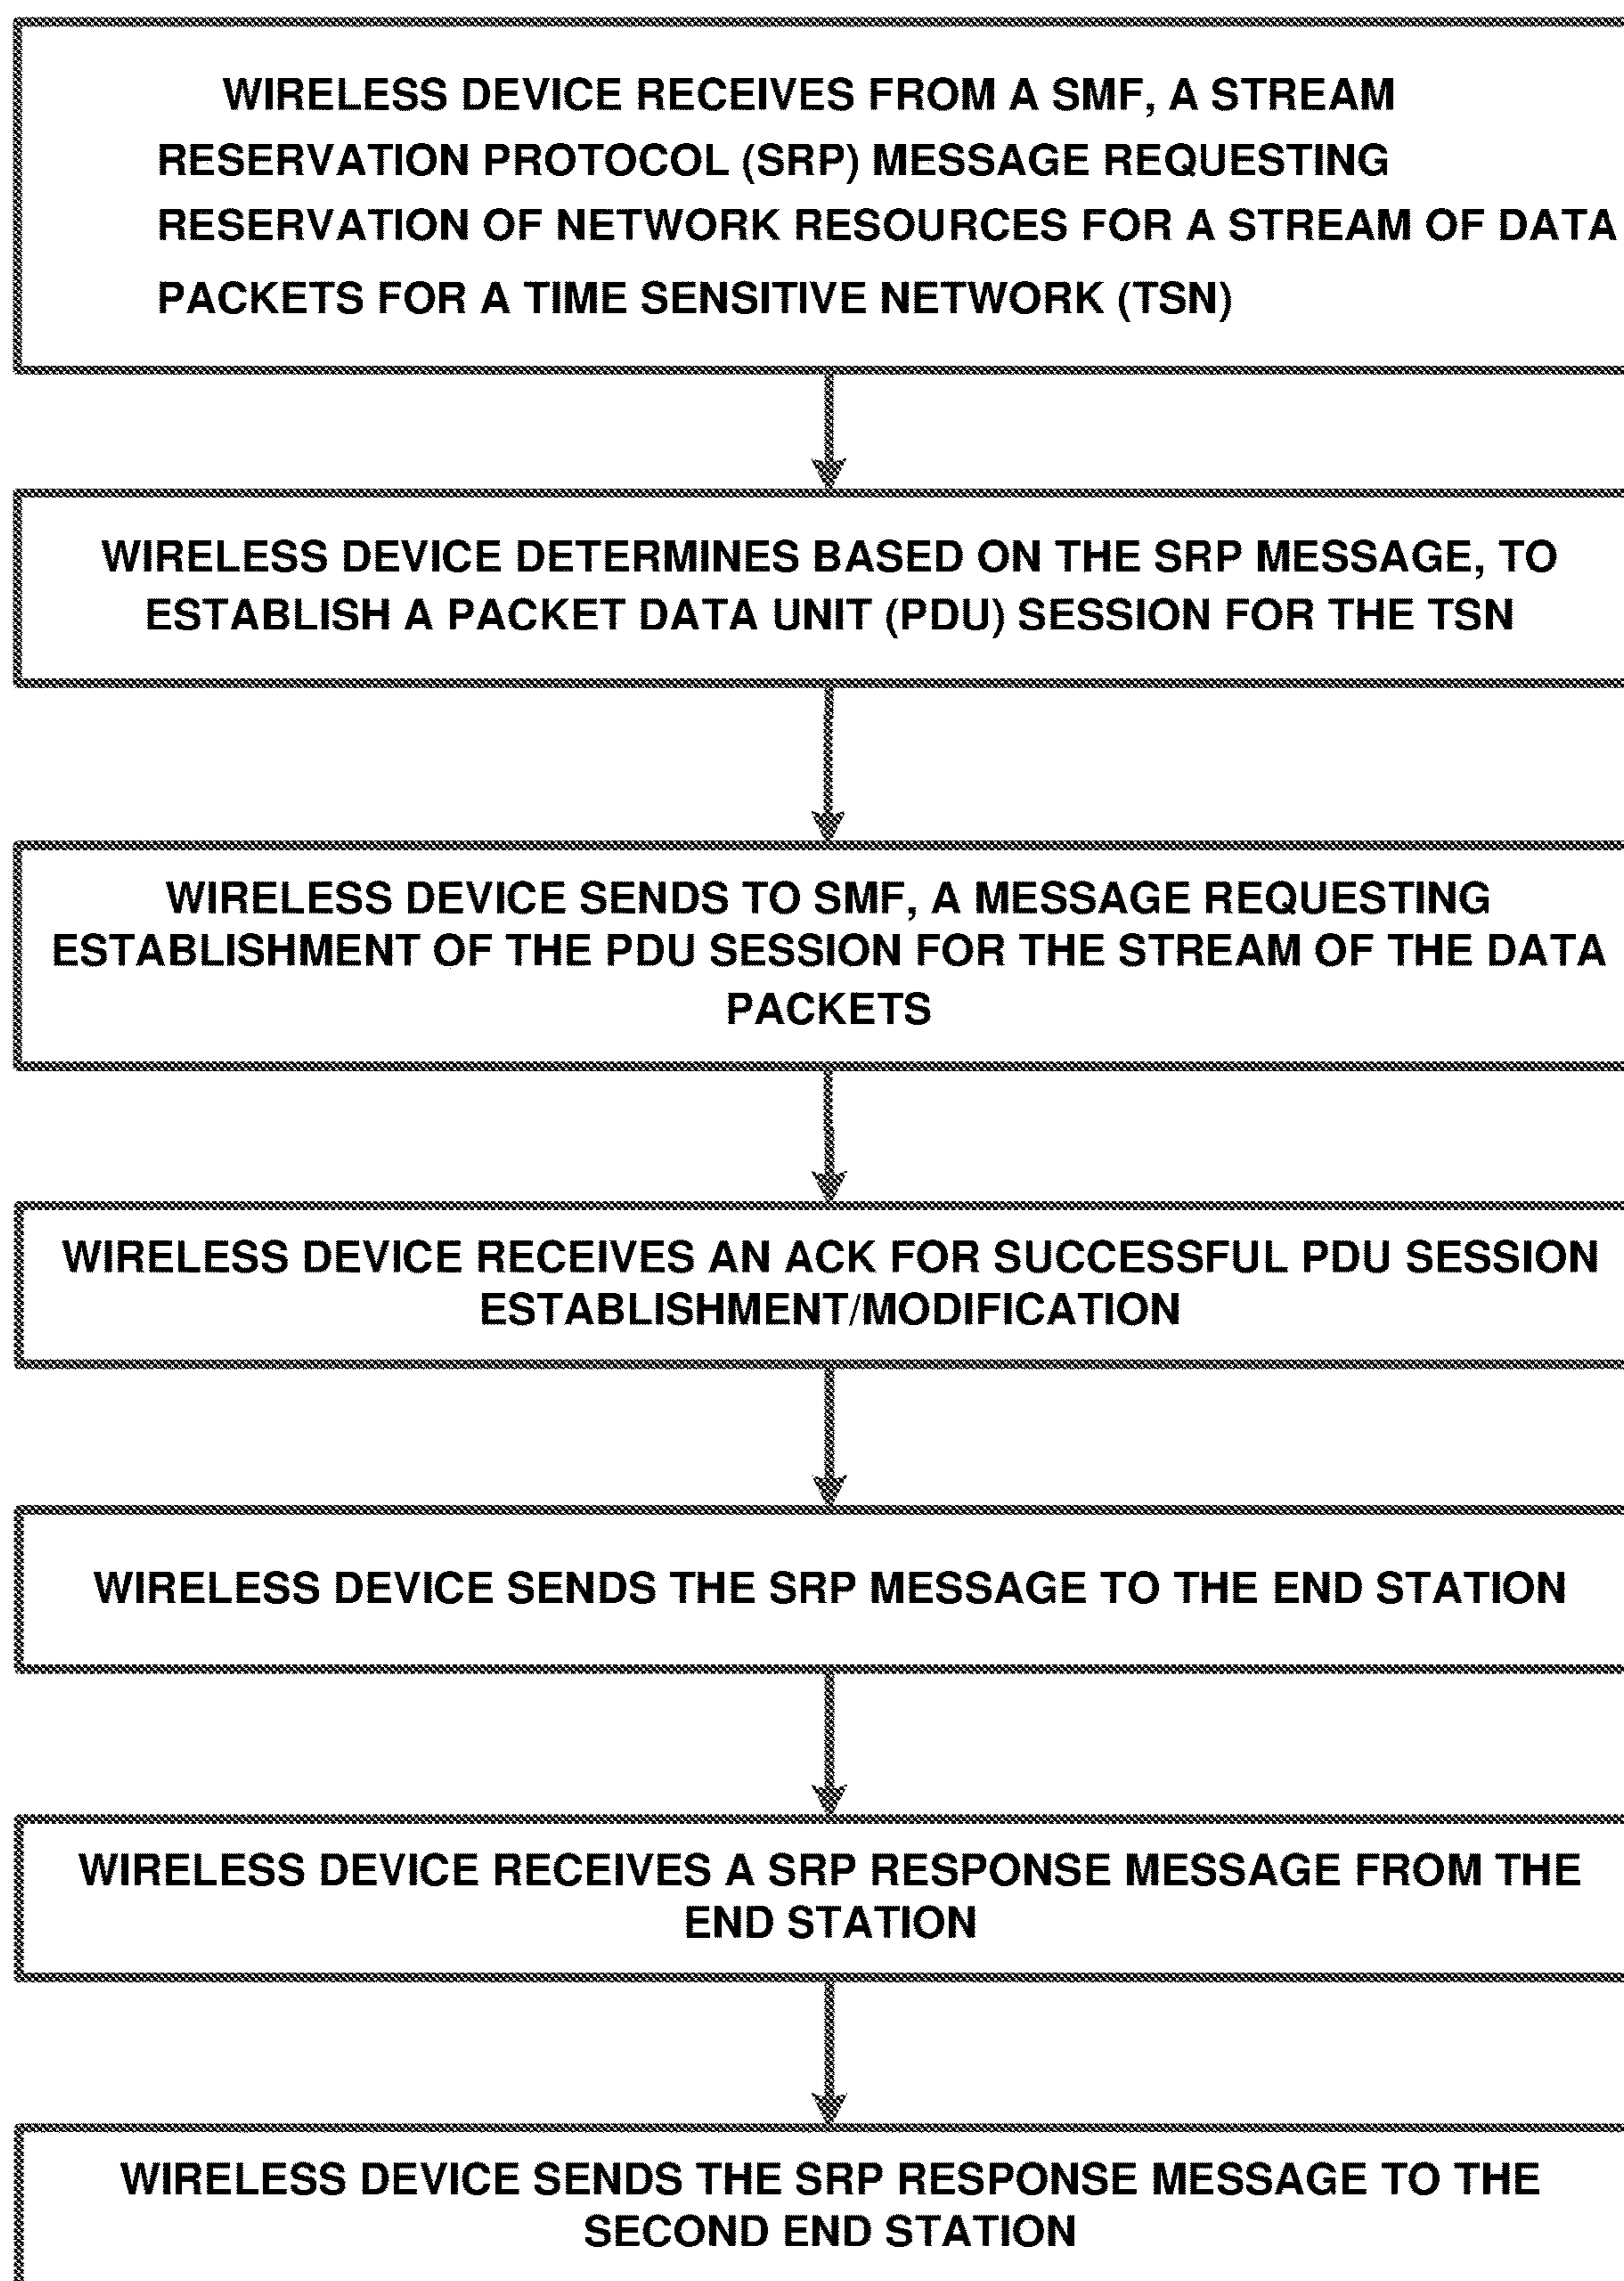 WIRELESS DEVICE RECEIVES FROM A SMF, A STREAM
RESERVATION PROTOCOL (SRP) MESSAGE REQUESTING
RESERVATION OF NETWORK RESOURCES FOR A STREAM OF DATA
PACKETS FOR A TIME SENSITIVE NETWORK (TSN)
WIRELESS DEVICE DETERMINES BASED ON THE SRP MESSAGE, TO
ESTABLISH A PACKET DATA UNIT (PDU) SESSION FOR THE TSN
WIRELESS DEVICE SENDS TO SMF, A MESSAGE REQUESTING
ESTABLISHMENT OF THE PDU SESSION FOR THE STREAM OF THE DATA
PACKETS
WIRELESS DEVICE RECEIVES AN ACK FOR SUCCESSFUL PDU SESSION
ESTABLISHMENT/MODIFICATION
WIRELESS DEVICE SENDS THE SRP MESSAGE TO THE END STATION
WIRELESS DEVICE RECEIVES A SRP RESPONSE MESSAGE FROM THE
END STATION
WIRELESS DEVICE SENDS THE SRP RESPONSE MESSAGE TO THE
SECOND END STATION